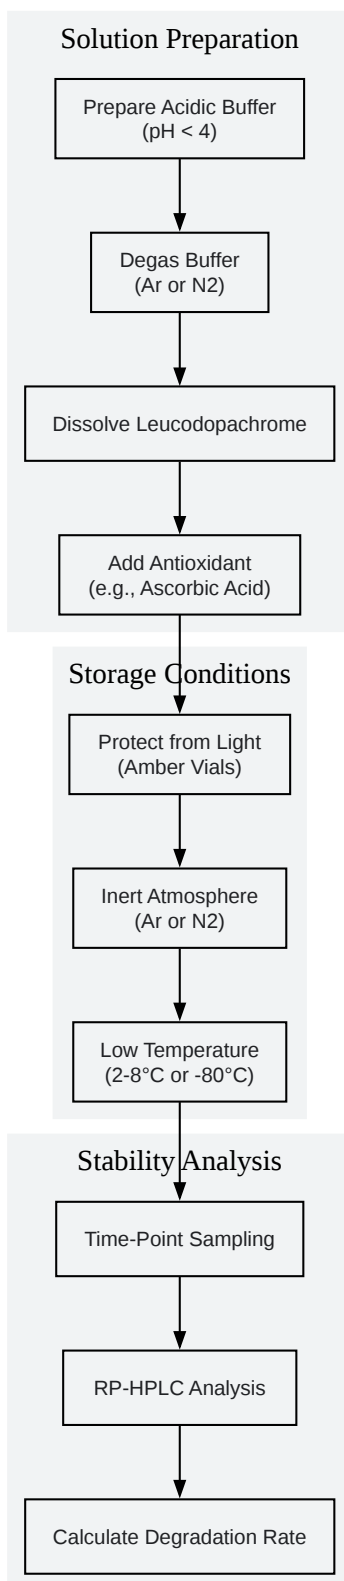 Solution Preparation
Prepare Acidic Buffer
(pH < 4)
Degas Buffer
(Ar or N2)
Dissolve Leucodopachrome
Add Antioxidant
(e.g., Ascorbic Acid)
Storage Conditions
Protect from Light
(Amber Vials)
Inert Atmosphere
(Ar or N2)
Low Temperature
(2-8°C or -80°C)
Stability Analysis
Time-Point Sampling
RP-HPLC Analysis
Calculate Degradation Rate